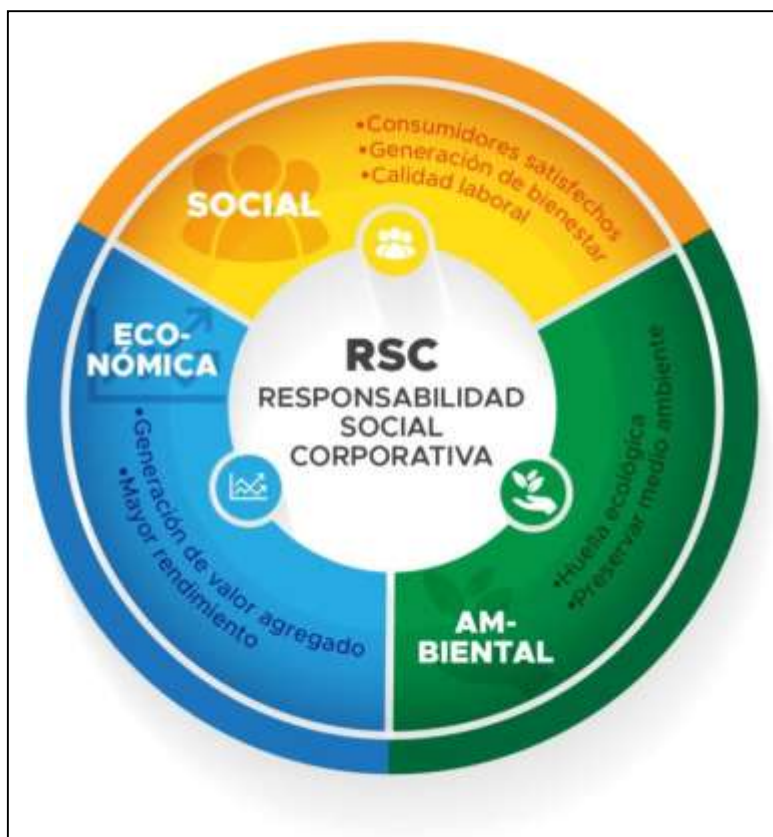 SOCIAL
•Consumidores satisfechos
•Generación de bienestar
•Calidad laboral
ECO-
NÓMICA
•Generación de valor agregado
•Mayor rendimiento
RSC
RESPONSABILIDAD
SOCIAL
CORPORATIVA
•Huella ecológica
•Preservar medio ambiente
AM-
BIENTAL